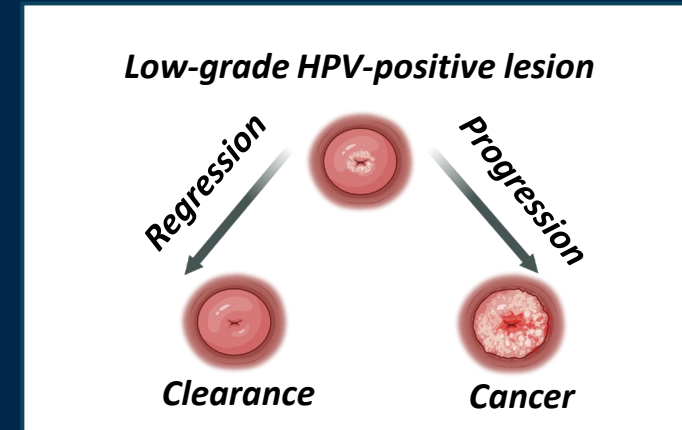 Low-grade HPV-positive lesion
Regression
Progression
Clearance
Cancer